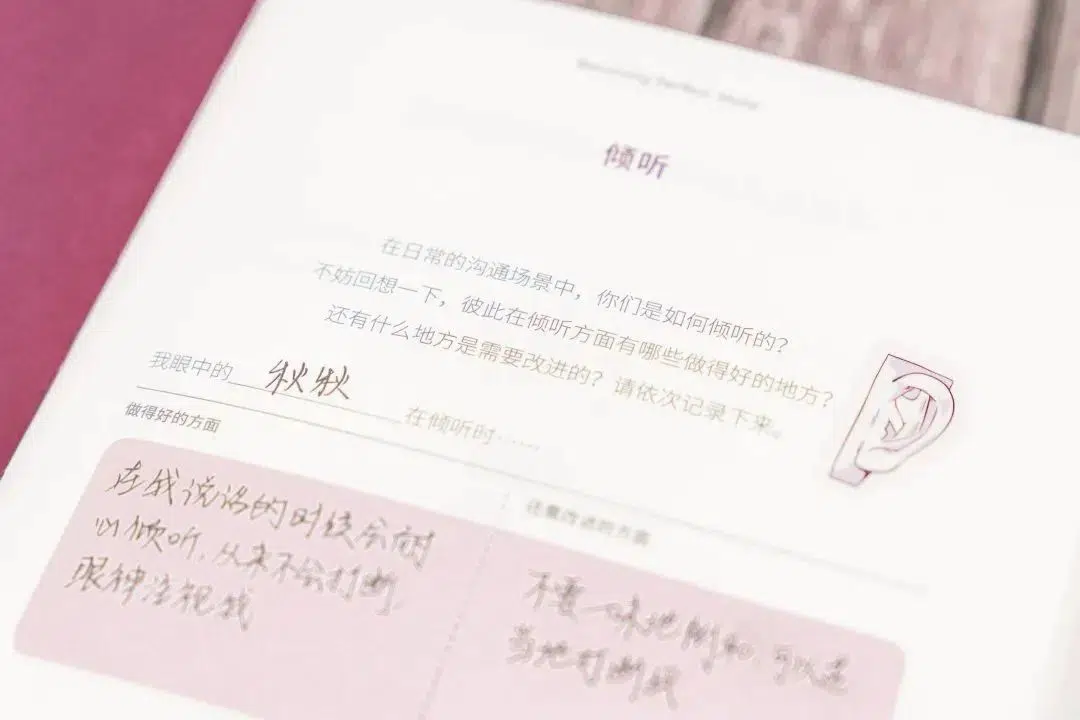 倾听
在日常的沟通场景中，你们是如何倾听的？
不妨回想一下，彼此在倾听方面有哪些做得好的地方？
还有什么地方是需要改进的？请依次记录下来。
我眼中的 秋秋 在倾听时……
做得好的方面
在我说话的时候会耐
心倾听，从来不会打断，
眼神注视我
还需改进的方面
不要一味地附和，可以适
当地打断我